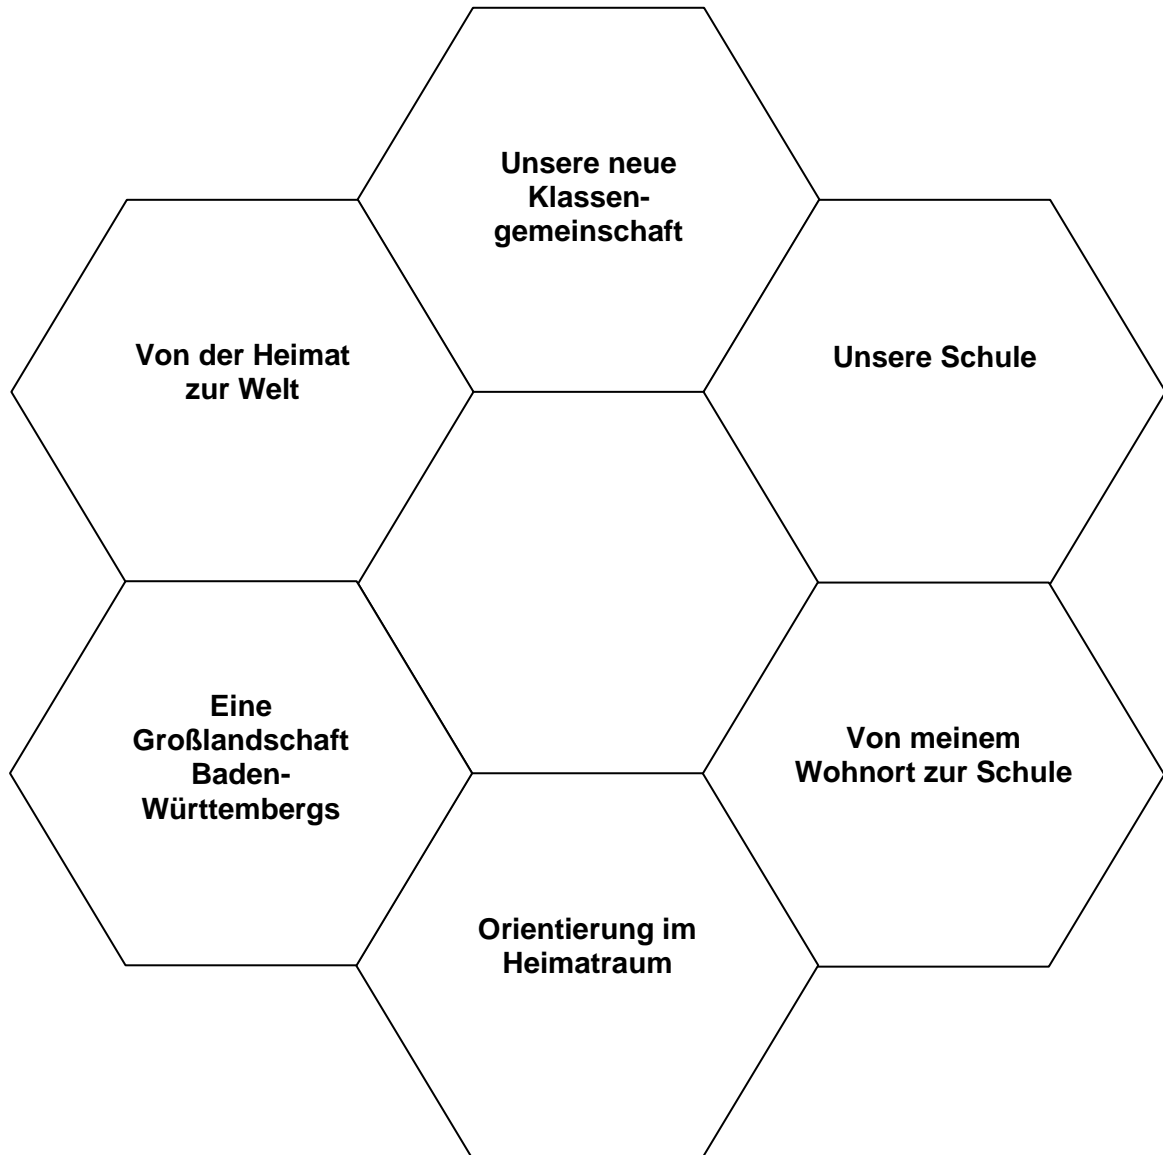 Unsere neue
Klassen-
gemeinschaft
Von der Heimat
zur Welt
Unsere Schule
Eine
Großlandschaft
Baden-
Württembergs
Von meinem
Wohnort zur Schule
Orientierung im
Heimatraum